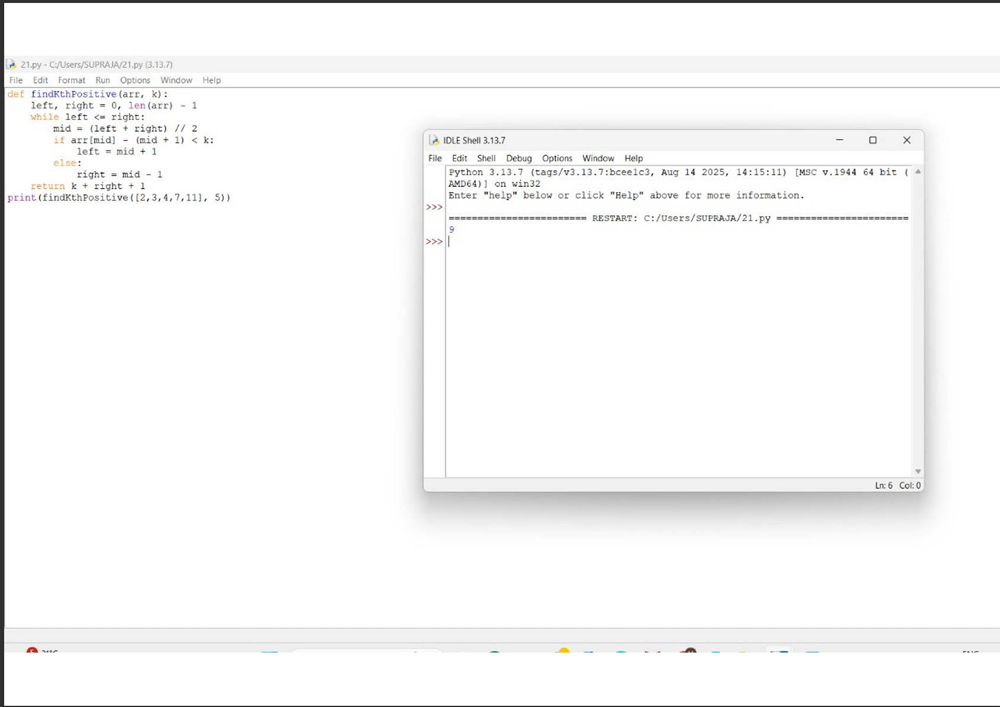 21.py - C:/Users/SUPRAJA/21.py (3.13.7)
File Edit Format Run Options Window Help
def findKthPositive(arr, k):
    left, right = 0, len(arr) - 1
    while left <= right:
        mid = (left + right) // 2
        if arr[mid] - (mid + 1) < k:
            left = mid + 1
        else:
            right = mid - 1
    return k + right + 1
print(findKthPositive([2,3,4,7,11], 5))
IDLE Shell 3.13.7
File Edit Shell Debug Options Window Help
Python 3.13.7 (tags/v3.13.7:bcee1c3, Aug 14 2025, 14:15:11) [MSC v.1944 64 bit (
AMD64)] on win32
Enter "help" below or click "Help" above for more information.
>>>
======================== RESTART: C:/Users/SUPRAJA/21.py =======================
9
>>>
Ln: 6 Col: 0